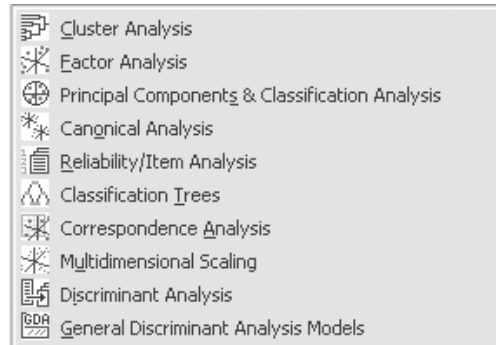 Cluster Analysis
Factor Analysis
Principal Components & Classification Analysis
Canonical Analysis
Reliability/Item Analysis
Classification Trees
Correspondence Analysis
Multidimensional Scaling
Discriminant Analysis
GDA General Discriminant Analysis Models